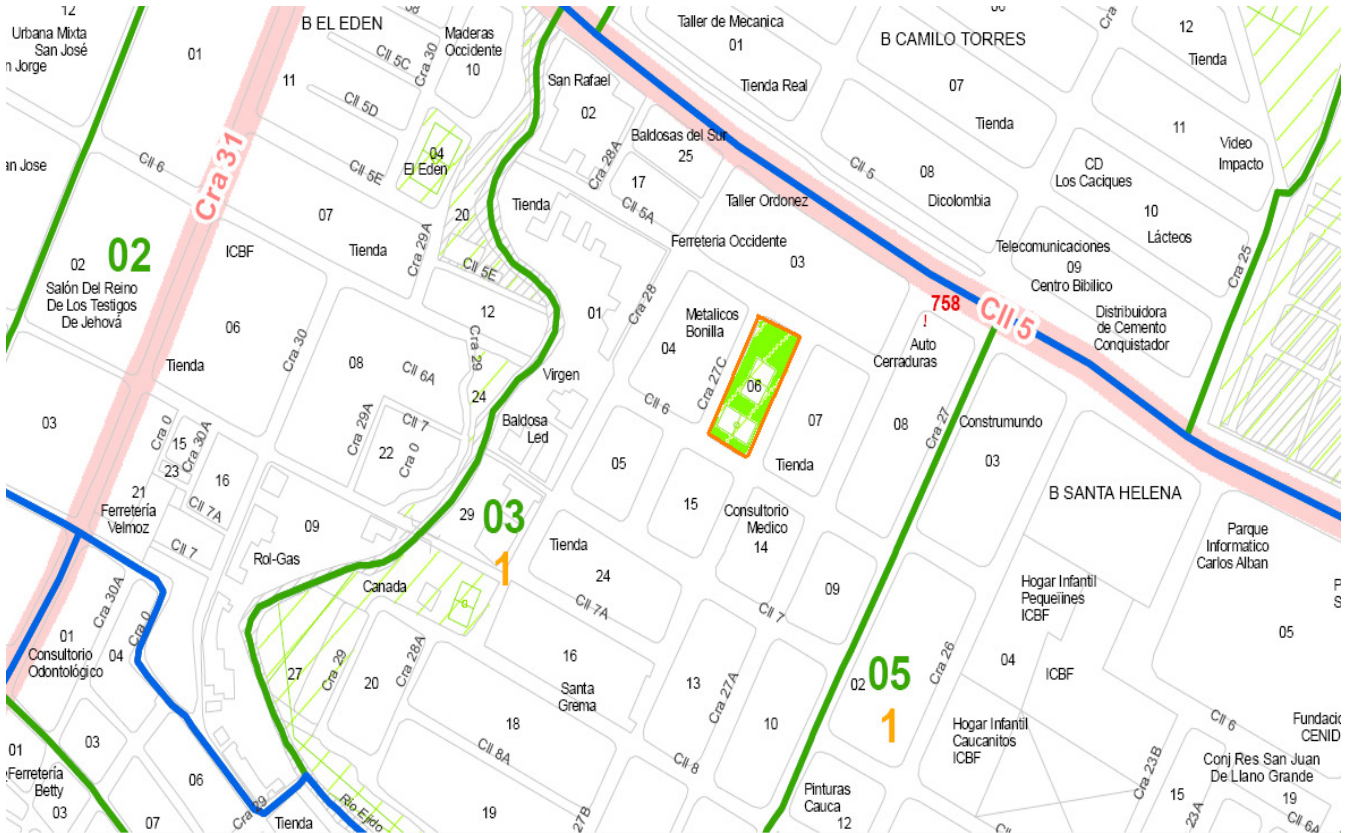 12
Urbana Mixta
San José
n Jorge
01
B EL EDEN
Cll 5C
Cra 30
Maderas
Occidente
10
11
Cll 5D
San Rafael
02
Taller de Mecanica
01
Tienda Real
B CAMILO TORRES
07
Tienda
12
Tienda
11
Video
Impacto
Baldosas del Sur
25
Cll 5
08
Dicolombia
CD
Los Caciques
10
Lácteos
an Jose
Cll 6
Cra 31
Cll 5E
04
El Eden
Cra 28A
17
Cll 5A
Taller Ordonez
07
Tienda
Cra 29A
20
Tienda
Cll 5E
Ferreteria Occidente
03
Telecomunicaciones
09
Centro Bibilico
Cra 25
02
02
Salón Del Reino
De Los Testigos
De Jehová
ICBF
06
Tienda
Cra 30
12
01
Cra 28
Metalicos
Bonilla
04
758
Cll 5
Auto
Cerraduras
Distribuidora
de Cemento
Conquistador
08
Cll 6A
Cra 29
24
Virgen
Cll 6
Cra 27C
06
07
08
Cra 27
Construmundo
03
03
Cra 0
15
23
Cra 30A
16
Cra 29A
Cll 7
22
Cra 0
Baldosa
Led
05
Tienda
B SANTA HELENA
21
Ferretería
Velmoz
Cll 7A
Cll 7
09
Rol-Gas
29
03
1
15
Consultorio
Medico
14
Parque
Informatico
Carlos Alban
Canada
Tienda
24
Cll 7A
Cll 7
09
Hogar Infantil
Pequeïines
ICBF
05
Cra 30A
Cra 0
01
Consultorio
Odontológico
04
27
Cra 29
20
Cra 28A
16
Santa
Grema
13
Cra 27A
02
05
1
Cra 26
04
ICBF
18
Cll 8A
10
Cll 8
Hogar Infantil
Caucanitos
ICBF
Cll 6
Fundació
CENID
01
Ferretería
Betty
03
03
07
06
Cra 29
Tienda
Río Ejido
19
27B
Pinturas
Cauca
12
Cra 23B
15
23A
Conj Res San Juan
De Llano Grande
19
Cll 6A